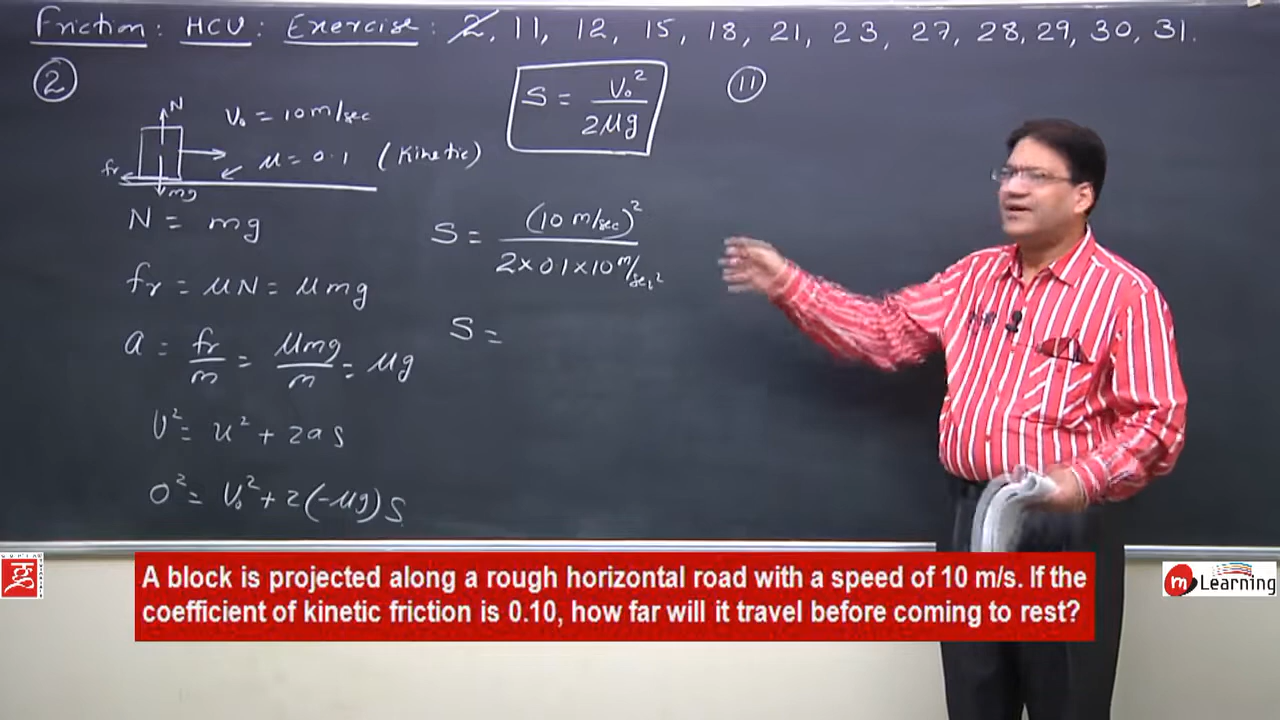 Friction : HCV : Exercise : 2, 11, 12, 15, 18, 21, 23, 27, 28, 29, 30, 31.
②
N
V₀ = 10 m/sec
μ = 0.1 (Kinetic)
fr
mg
N = mg
fr = μN = μmg
a = fr/m = μmg/m = μg
V² = u² + 2as
0² = V₀² + 2(-μg)S
S = V₀²/2μg
S = (10 m/sec)²/2×01×10 m/sec²
S =
⑪
A block is projected along a rough horizontal road with a speed of 10 m/s. If the
coefficient of kinetic friction is 0.10, how far will it travel before coming to rest?
m Learning